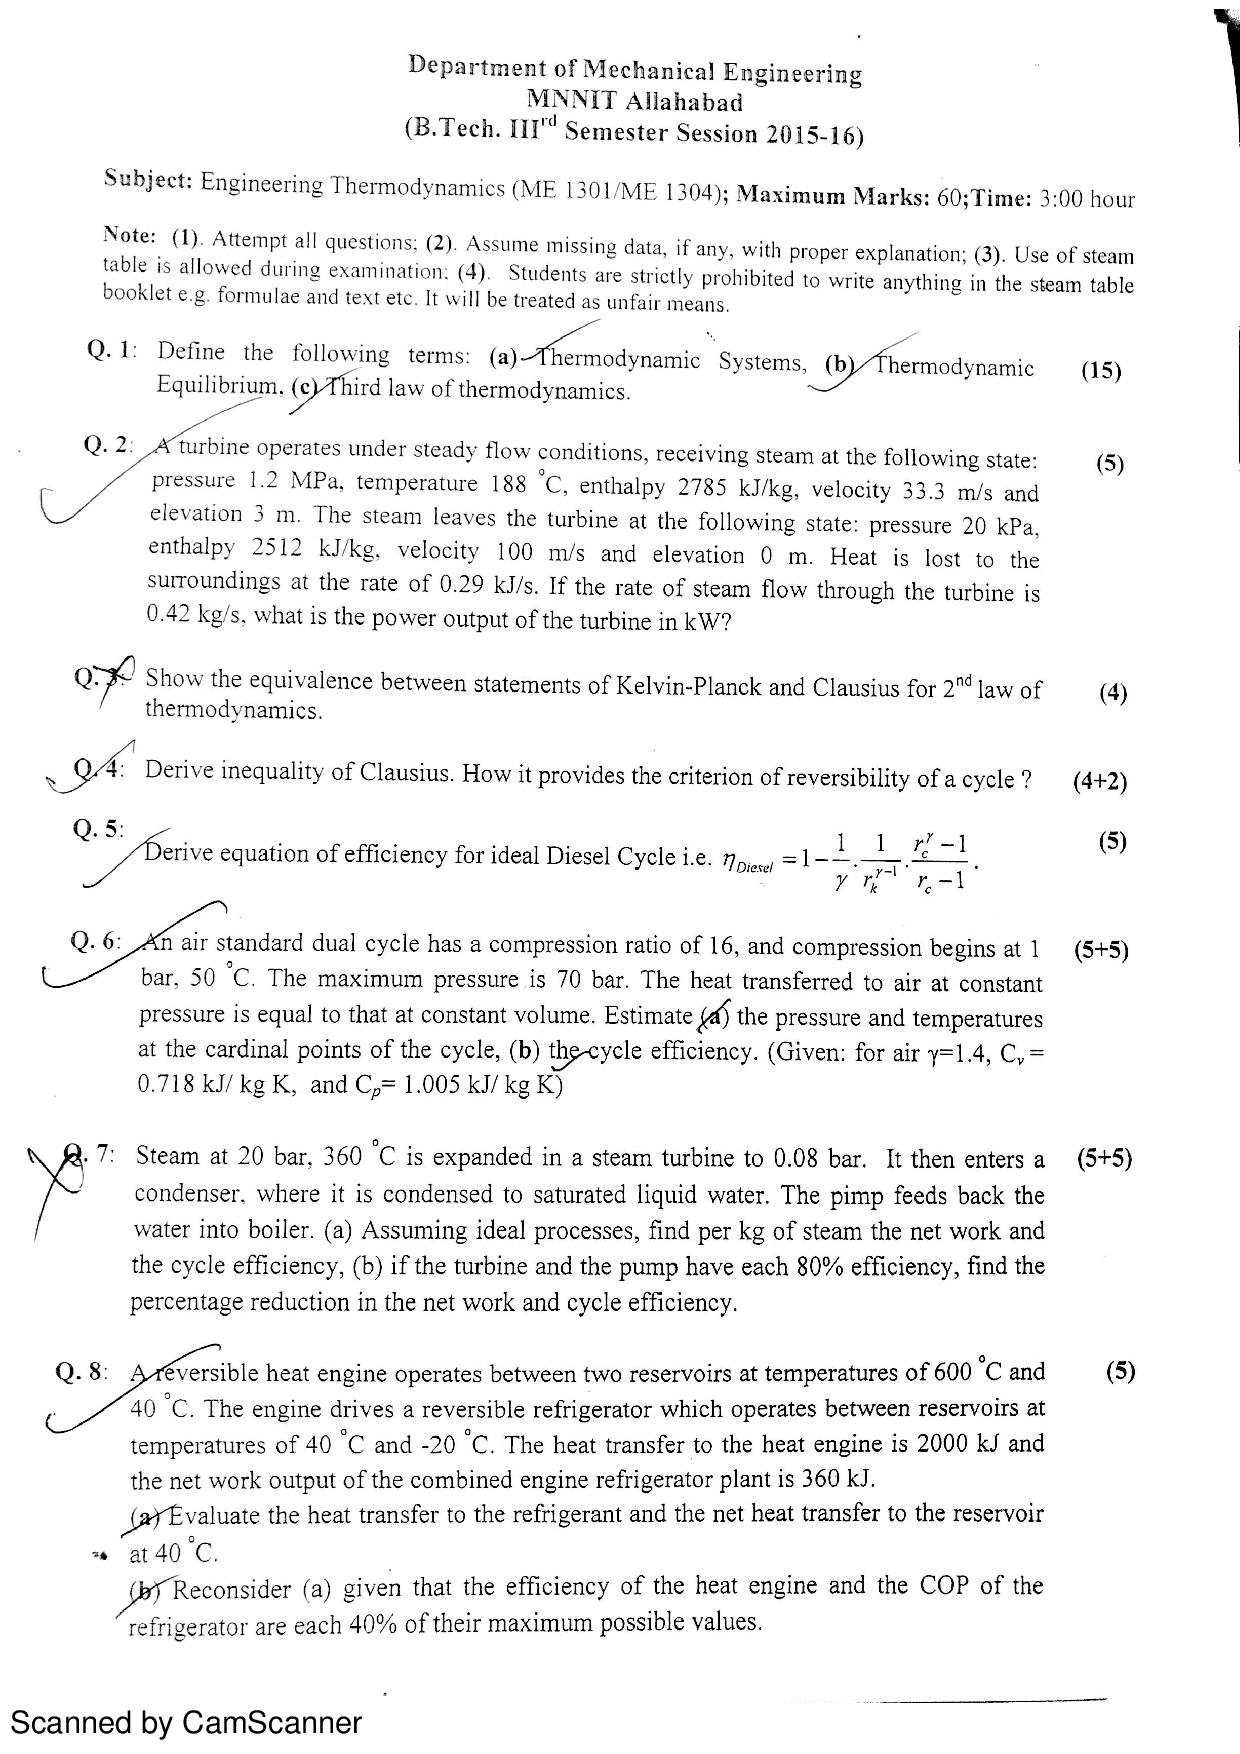 Department of Mechanical Engineering
MNNIT Allahabad
(B.Tech. IIIrd Semester Session 2015-16)
Subject: Engineering Thermodynamics (ME 1301/ME 1304); Maximum Marks: 60;Time: 3:00 hour
Note: (1). Attempt all questions; (2). Assume missing data, if any, with proper explanation; (3). Use of steam
table is allowed during examination: (4). Students are strictly prohibited to write anything in the steam table
booklet e.g. formulae and text etc. It will be treated as unfair means.
Q. 1: Define the following terms: (a) Thermodynamic Systems, (b) Thermodynamic (15)
Equilibrium, (c) Third law of thermodynamics.
Q. 2: A turbine operates under steady flow conditions, receiving steam at the following state: (5)
pressure 1.2 MPa, temperature 188 °C, enthalpy 2785 kJ/kg, velocity 33.3 m/s and
elevation 3 m. The steam leaves the turbine at the following state: pressure 20 kPa,
enthalpy 2512 kJ/kg, velocity 100 m/s and elevation 0 m. Heat is lost to the
surroundings at the rate of 0.29 kJ/s. If the rate of steam flow through the turbine is
0.42 kg/s, what is the power output of the turbine in kW?
Q. 3: Show the equivalence between statements of Kelvin-Planck and Clausius for 2nd law of (4)
thermodynamics.
Q. 4: Derive inequality of Clausius. How it provides the criterion of reversibility of a cycle ? (4+2)
Q. 5: Derive equation of efficiency for ideal Diesel Cycle i.e. η_Diesel = 1 − 1/γ . 1/r_k^(γ−1) . (r_c^γ − 1)/(r_c − 1) . (5)
Q. 6: An air standard dual cycle has a compression ratio of 16, and compression begins at 1 (5+5)
bar, 50 °C. The maximum pressure is 70 bar. The heat transferred to air at constant
pressure is equal to that at constant volume. Estimate (a) the pressure and temperatures
at the cardinal points of the cycle, (b) the cycle efficiency. (Given: for air γ=1.4, Cv =
0.718 kJ/ kg K, and Cp= 1.005 kJ/ kg K)
Q. 7: Steam at 20 bar, 360 °C is expanded in a steam turbine to 0.08 bar. It then enters a (5+5)
condenser, where it is condensed to saturated liquid water. The pimp feeds back the
water into boiler. (a) Assuming ideal processes, find per kg of steam the net work and
the cycle efficiency, (b) if the turbine and the pump have each 80% efficiency, find the
percentage reduction in the net work and cycle efficiency.
Q. 8: A reversible heat engine operates between two reservoirs at temperatures of 600 °C and (5)
40 °C. The engine drives a reversible refrigerator which operates between reservoirs at
temperatures of 40 °C and -20 °C. The heat transfer to the heat engine is 2000 kJ and
the net work output of the combined engine refrigerator plant is 360 kJ.
(a) Evaluate the heat transfer to the refrigerant and the net heat transfer to the reservoir
at 40 °C.
(b) Reconsider (a) given that the efficiency of the heat engine and the COP of the
refrigerator are each 40% of their maximum possible values.
Scanned by CamScanner